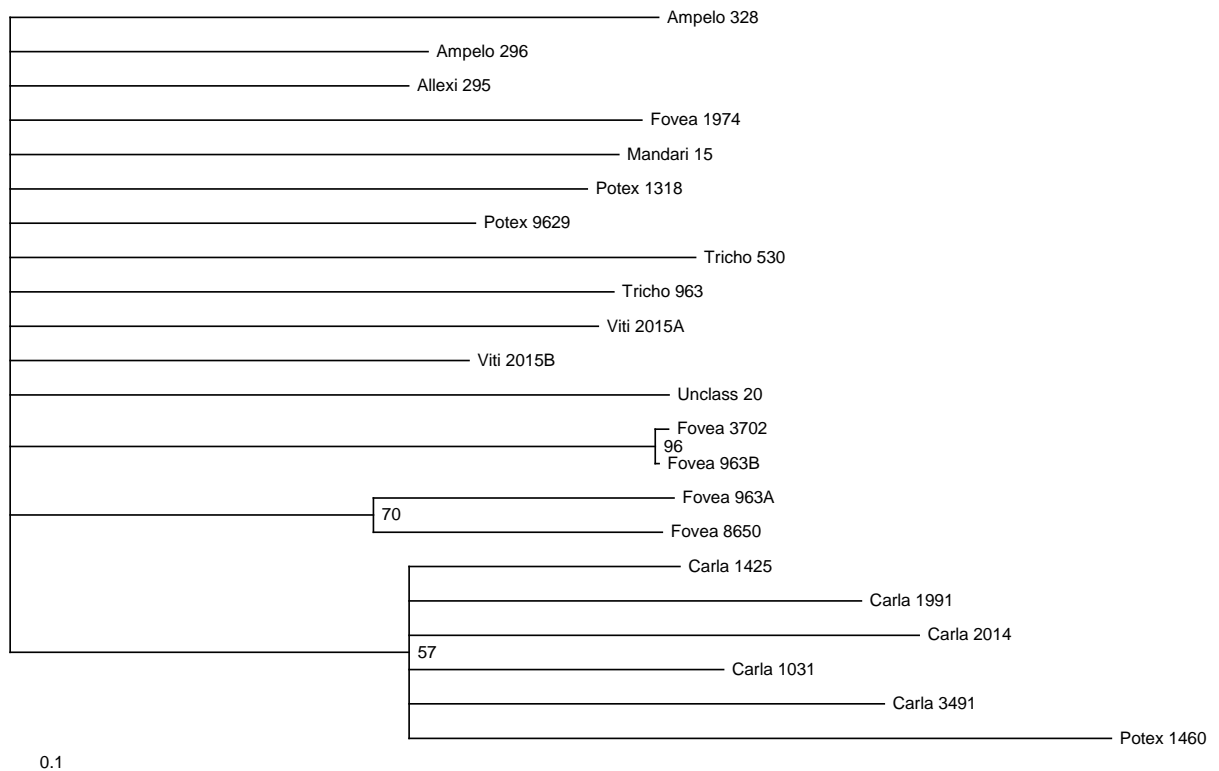 Ampelo 328
Ampelo 296
Allexi 295
Fovea 1974
Mandari 15
Potex 1318
Potex 9629
Tricho 530
Tricho 963
Viti 2015A
Viti 2015B
Unclass 20
Fovea 3702
96
Fovea 963B
Fovea 963A
70
Fovea 8650
Carla 1425
Carla 1991
Carla 2014
57
Carla 1031
Carla 3491
Potex 1460
0.1